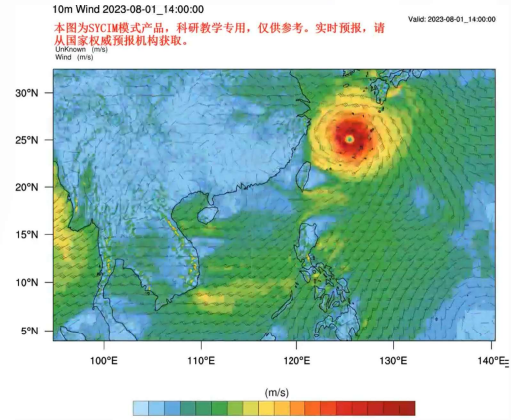 10m Wind 2023-08-01_14:00:00
Valid: 2023-08-01_14:00:00
本图为SYCIM模式产品，科研教学专用，仅供参考。实时预报，请
从国家权威预报机构获取。
UnKnown (m/s)
Wind (m/s)
30°N
25°N
20°N
15°N
10°N
5°N
100°E 110°E 120°E 130°E 140°E
(m/s)